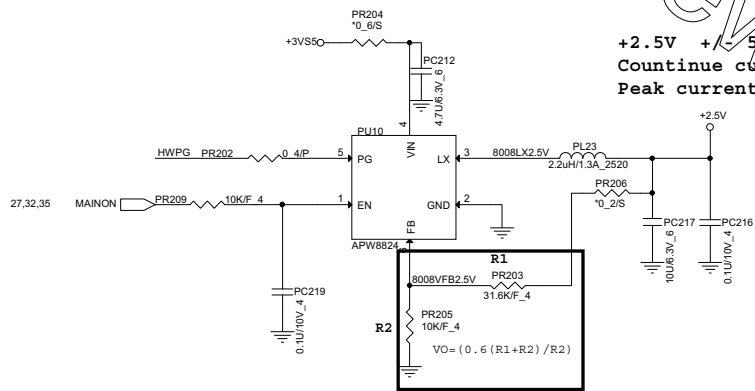 PR204
*0_6/S
+3VS5
PC212
4.7U/6.3V_6
+2.5V +/- 5
Countinue cu
Peak current
+2.5V
PU10
4
VIN
HWPG
PR202
0_4/P
5
PG
LX
3
8008LX2.5V
PL23
2.2uH/1.3A_2520
PR206
*0_2/S
27,32,35
MAINON
PR209
10K/F_4
1
EN
GND
2
FB
APW8824
PC217
10U/6.3V_6
PC216
0.1U/10V_4
R1
8008VFB2.5V
PR203
31.6K/F_4
PC219
0.1U/10V_4
R2
PR205
10K/F_4
VO=(0.6(R1+R2)/R2)